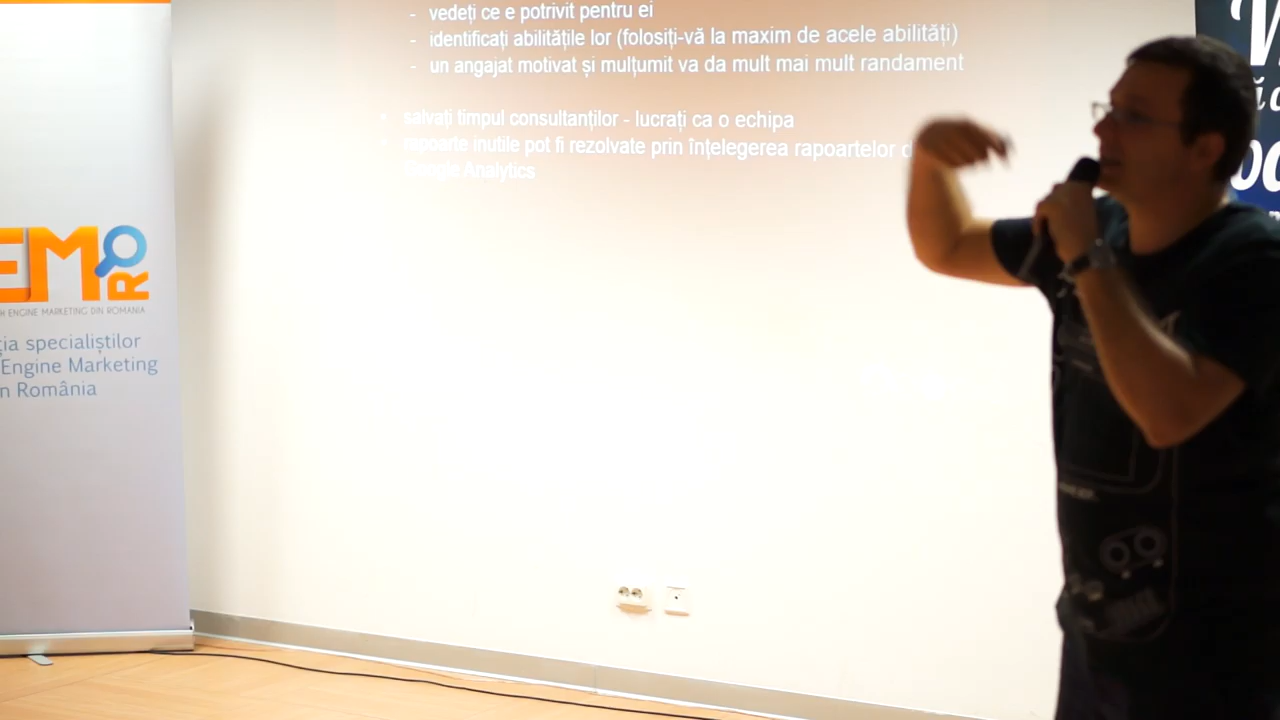 - vedeți ce e potrivit pentru ei
- identificați abilitățile lor (folosiți-vă la maxim de acele abilități)
- un angajat motivat și mulțumit va da mult mai mult randament
• salvați timpul consultanților - lucrați ca o echipa
• rapoarte inutile pot fi rezolvate prin înțelegerea rapoartelor d
Google Analytics
EM
RO
H ENGINE MARKETING DIN ROMANIA
ția specialiștilor
Engine Marketing
n România